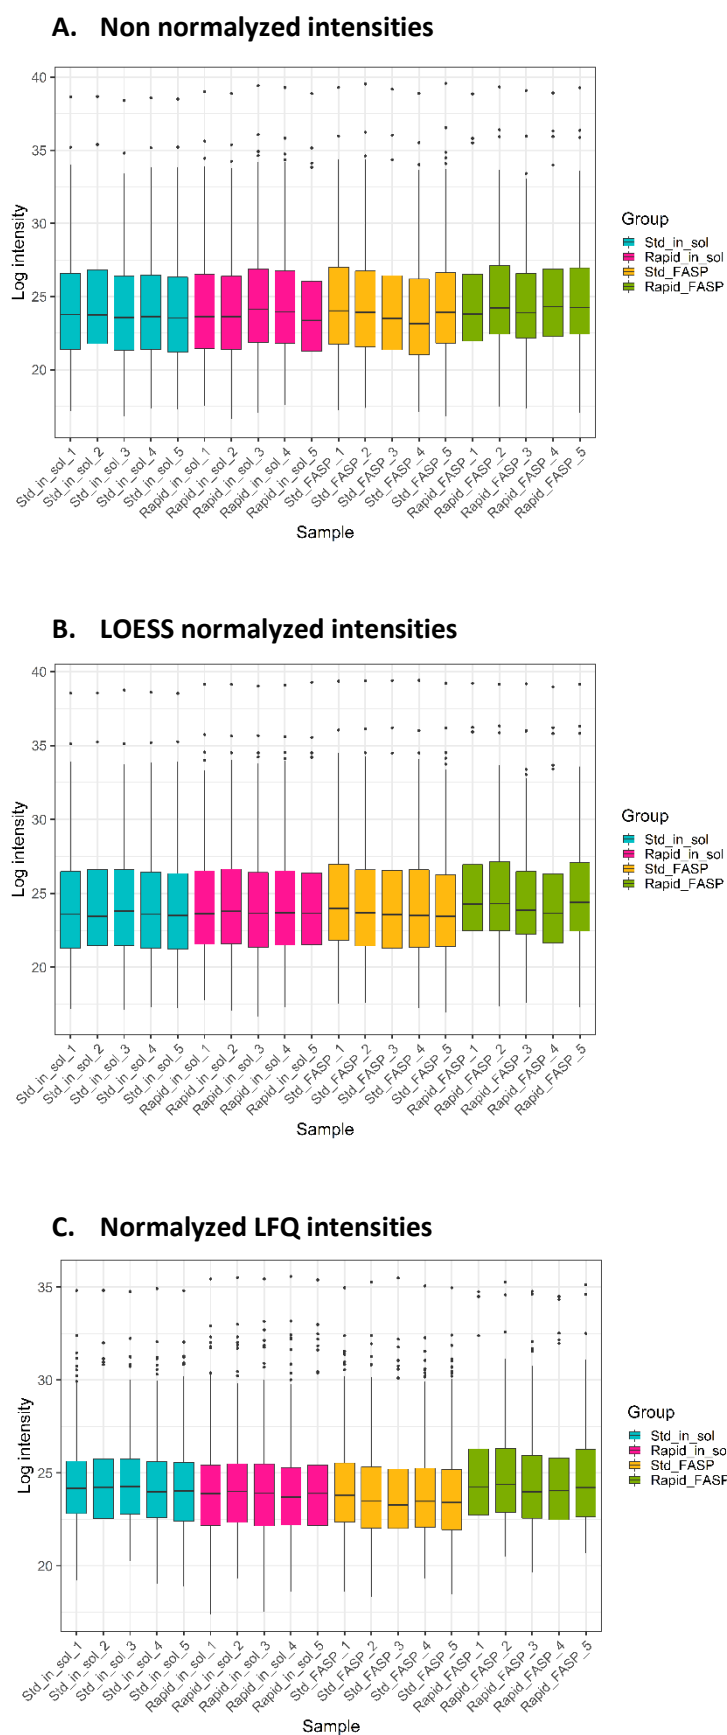 A. Non normalyzed intensities
40
35
30
25
20
Log intensity
Group
Std_in_sol
Rapid_in_sol
Std_FASP
Rapid_FASP
Std_in_sol_1
Std_in_sol_2
Std_in_sol_3
Std_in_sol_4
Std_in_sol_5
Rapid_in_sol_1
Rapid_in_sol_2
Rapid_in_sol_3
Rapid_in_sol_4
Rapid_in_sol_5
Std_FASP_1
Std_FASP_2
Std_FASP_3
Std_FASP_4
Std_FASP_5
Rapid_FASP_1
Rapid_FASP_2
Rapid_FASP_3
Rapid_FASP_4
Rapid_FASP_5
Sample
B. LOESS normalyzed intensities
40
35
30
25
20
Log intensity
Group
Std_in_sol
Rapid_in_sol
Std_FASP
Rapid_FASP
Std_in_sol_1
Std_in_sol_2
Std_in_sol_3
Std_in_sol_4
Std_in_sol_5
Rapid_in_sol_1
Rapid_in_sol_2
Rapid_in_sol_3
Rapid_in_sol_4
Rapid_in_sol_5
Std_FASP_1
Std_FASP_2
Std_FASP_3
Std_FASP_4
Std_FASP_5
Rapid_FASP_1
Rapid_FASP_2
Rapid_FASP_3
Rapid_FASP_4
Rapid_FASP_5
Sample
C. Normalyzed LFQ intensities
35
30
25
20
Log intensity
Group
Std_in_sol
Rapid_in_so
Std_FASP
Rapid_FASP
Std_in_sol_1
Std_in_sol_2
Std_in_sol_3
Std_in_sol_4
Std_in_sol_5
Rapid_in_sol_1
Rapid_in_sol_2
Rapid_in_sol_3
Rapid_in_sol_4
Rapid_in_sol_5
Std_FASP_1
Std_FASP_2
Std_FASP_3
Std_FASP_4
Std_FASP_5
Rapid_FASP_1
Rapid_FASP_2
Rapid_FASP_3
Rapid_FASP_4
Rapid_FASP_5
Sample